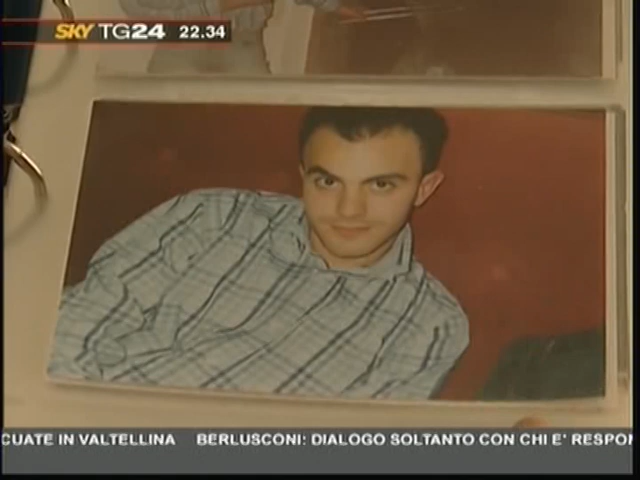 SKY TG24 22.34
CUATE IN VALTELLINA BERLUSCONI: DIALOGO SOLTANTO CON CHI E' RESPON